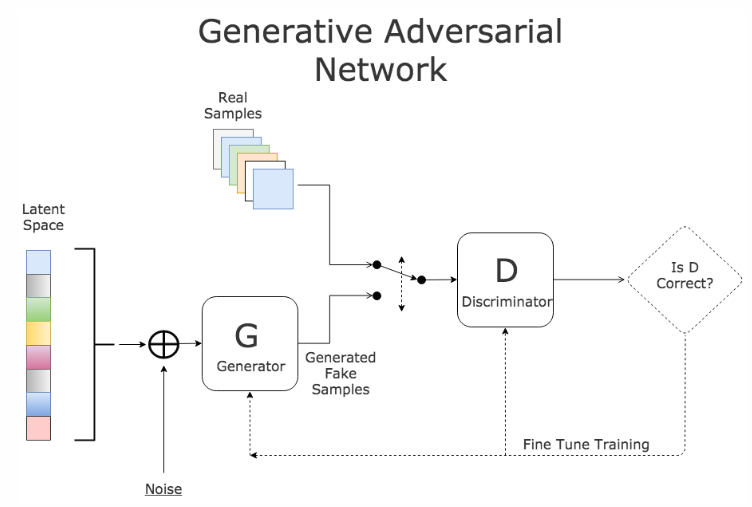 Generative Adversarial
Network
Real
Samples
Latent
Space
G
Generator
Generated
Fake
Samples
D
Discriminator
Is D
Correct?
Fine Tune Training
Noise